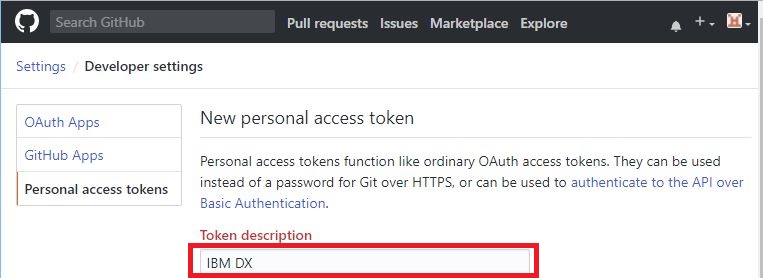 Search GitHub Pull requests Issues Marketplace Explore
Settings / Developer settings
OAuth Apps
GitHub Apps
Personal access tokens
New personal access token
Personal access tokens function like ordinary OAuth access tokens. They can be used
instead of a password for Git over HTTPS, or can be used to authenticate to the API over
Basic Authentication.
Token description
IBM DX